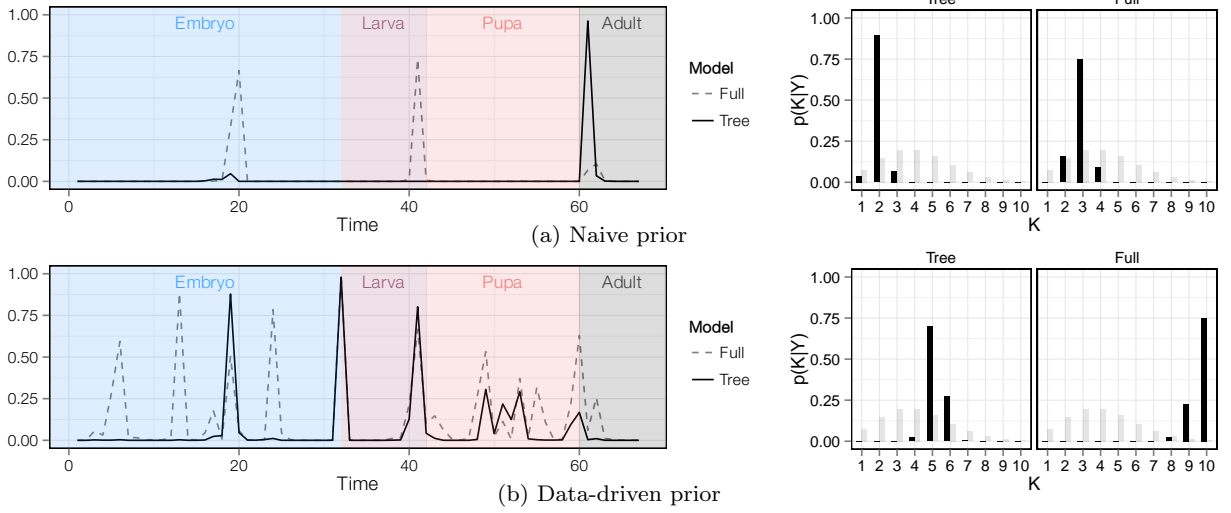 Embryo Larva Pupa Adult
1.00
0.75
0.50
0.25
0.00
0 20 40 60
Time
Model
Full
Tree
Tree Full
p(K|Y)
1.00
0.75
0.50
0.25
0.00
1 2 3 4 5 6 7 8 9 10 1 2 3 4 5 6 7 8 9 10
K
(a) Naive prior
Embryo Larva Pupa Adult
1.00
0.75
0.50
0.25
0.00
0 20 40 60
Time
Model
Full
Tree
Tree Full
p(K|Y)
1.00
0.75
0.50
0.25
0.00
1 2 3 4 5 6 7 8 9 10 1 2 3 4 5 6 7 8 9 10
K
(b) Data-driven prior